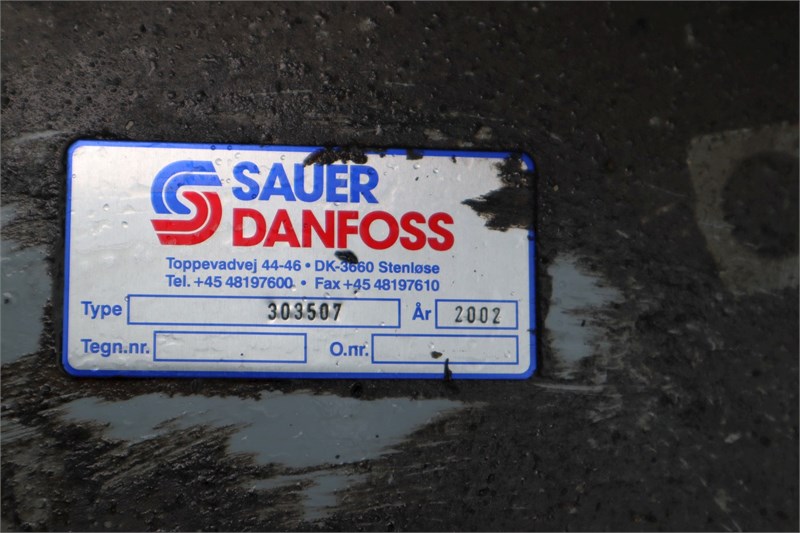 SAUER
DANFOSS
Toppevadvej 44-46 • DK-3660 Stenløse
Tel. +45 48197600 • Fax +45 48197610
Type 303507 År 2002
Tegn.nr. O.nr.